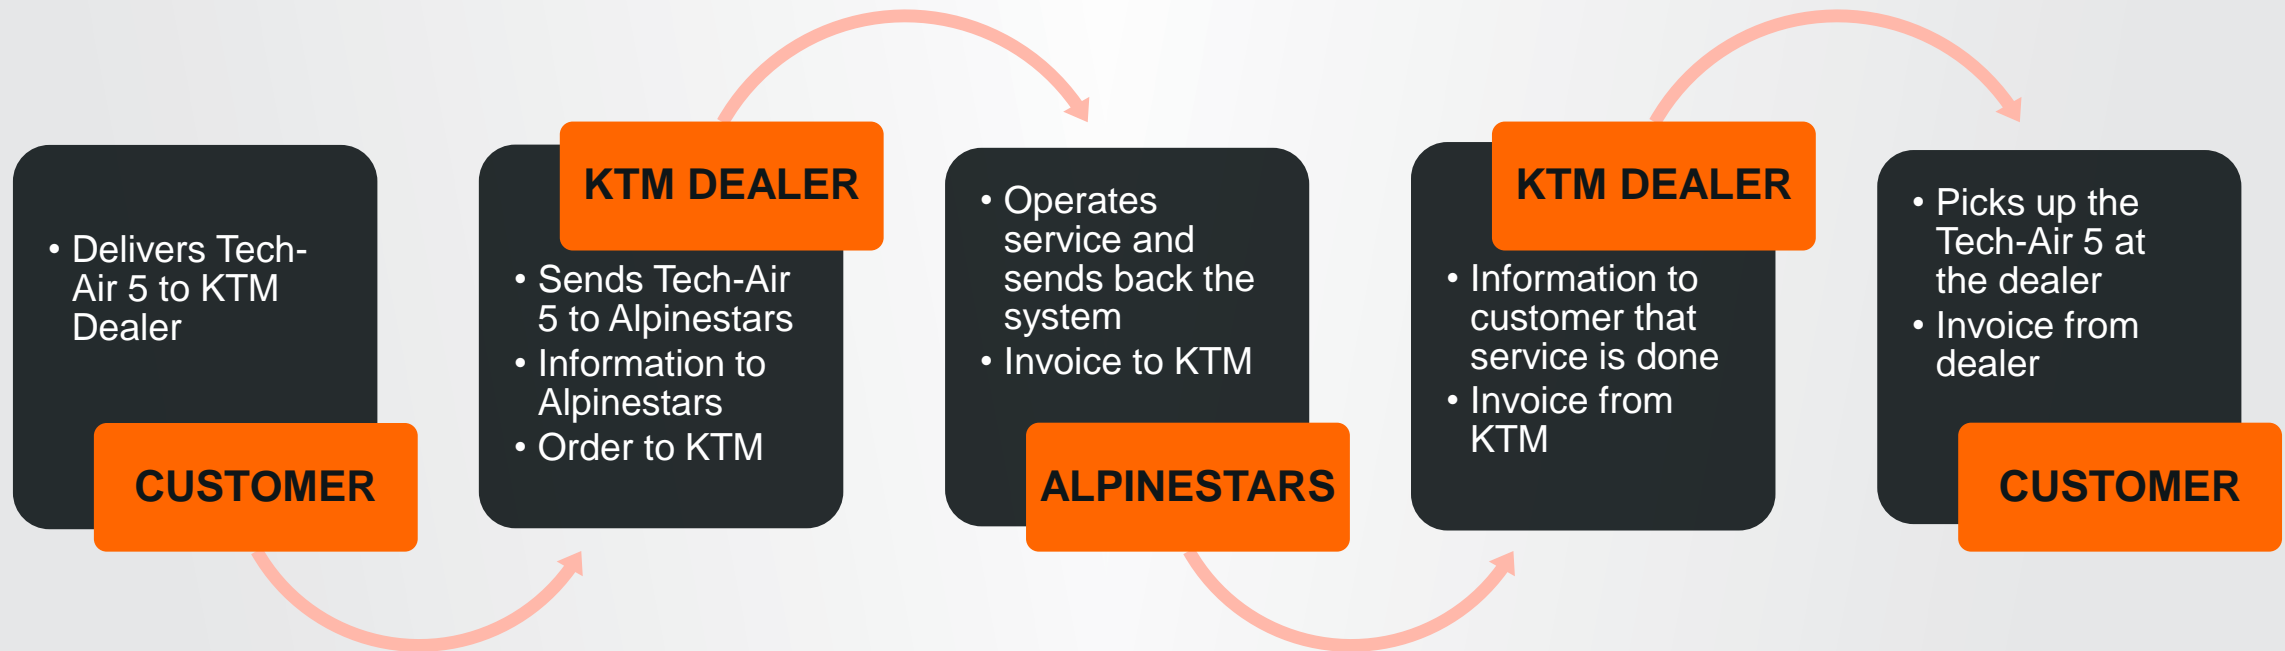 • Delivers Tech-
Air 5 to KTM
Dealer
CUSTOMER
KTM DEALER
• Sends Tech-Air
5 to Alpinestars
• Information to
Alpinestars
• Order to KTM
• Operates
service and
sends back the
system
• Invoice to KTM
ALPINESTARS
KTM DEALER
• Information to
customer that
service is done
• Invoice from
KTM
• Picks up the
Tech-Air 5 at
the dealer
• Invoice from
dealer
CUSTOMER